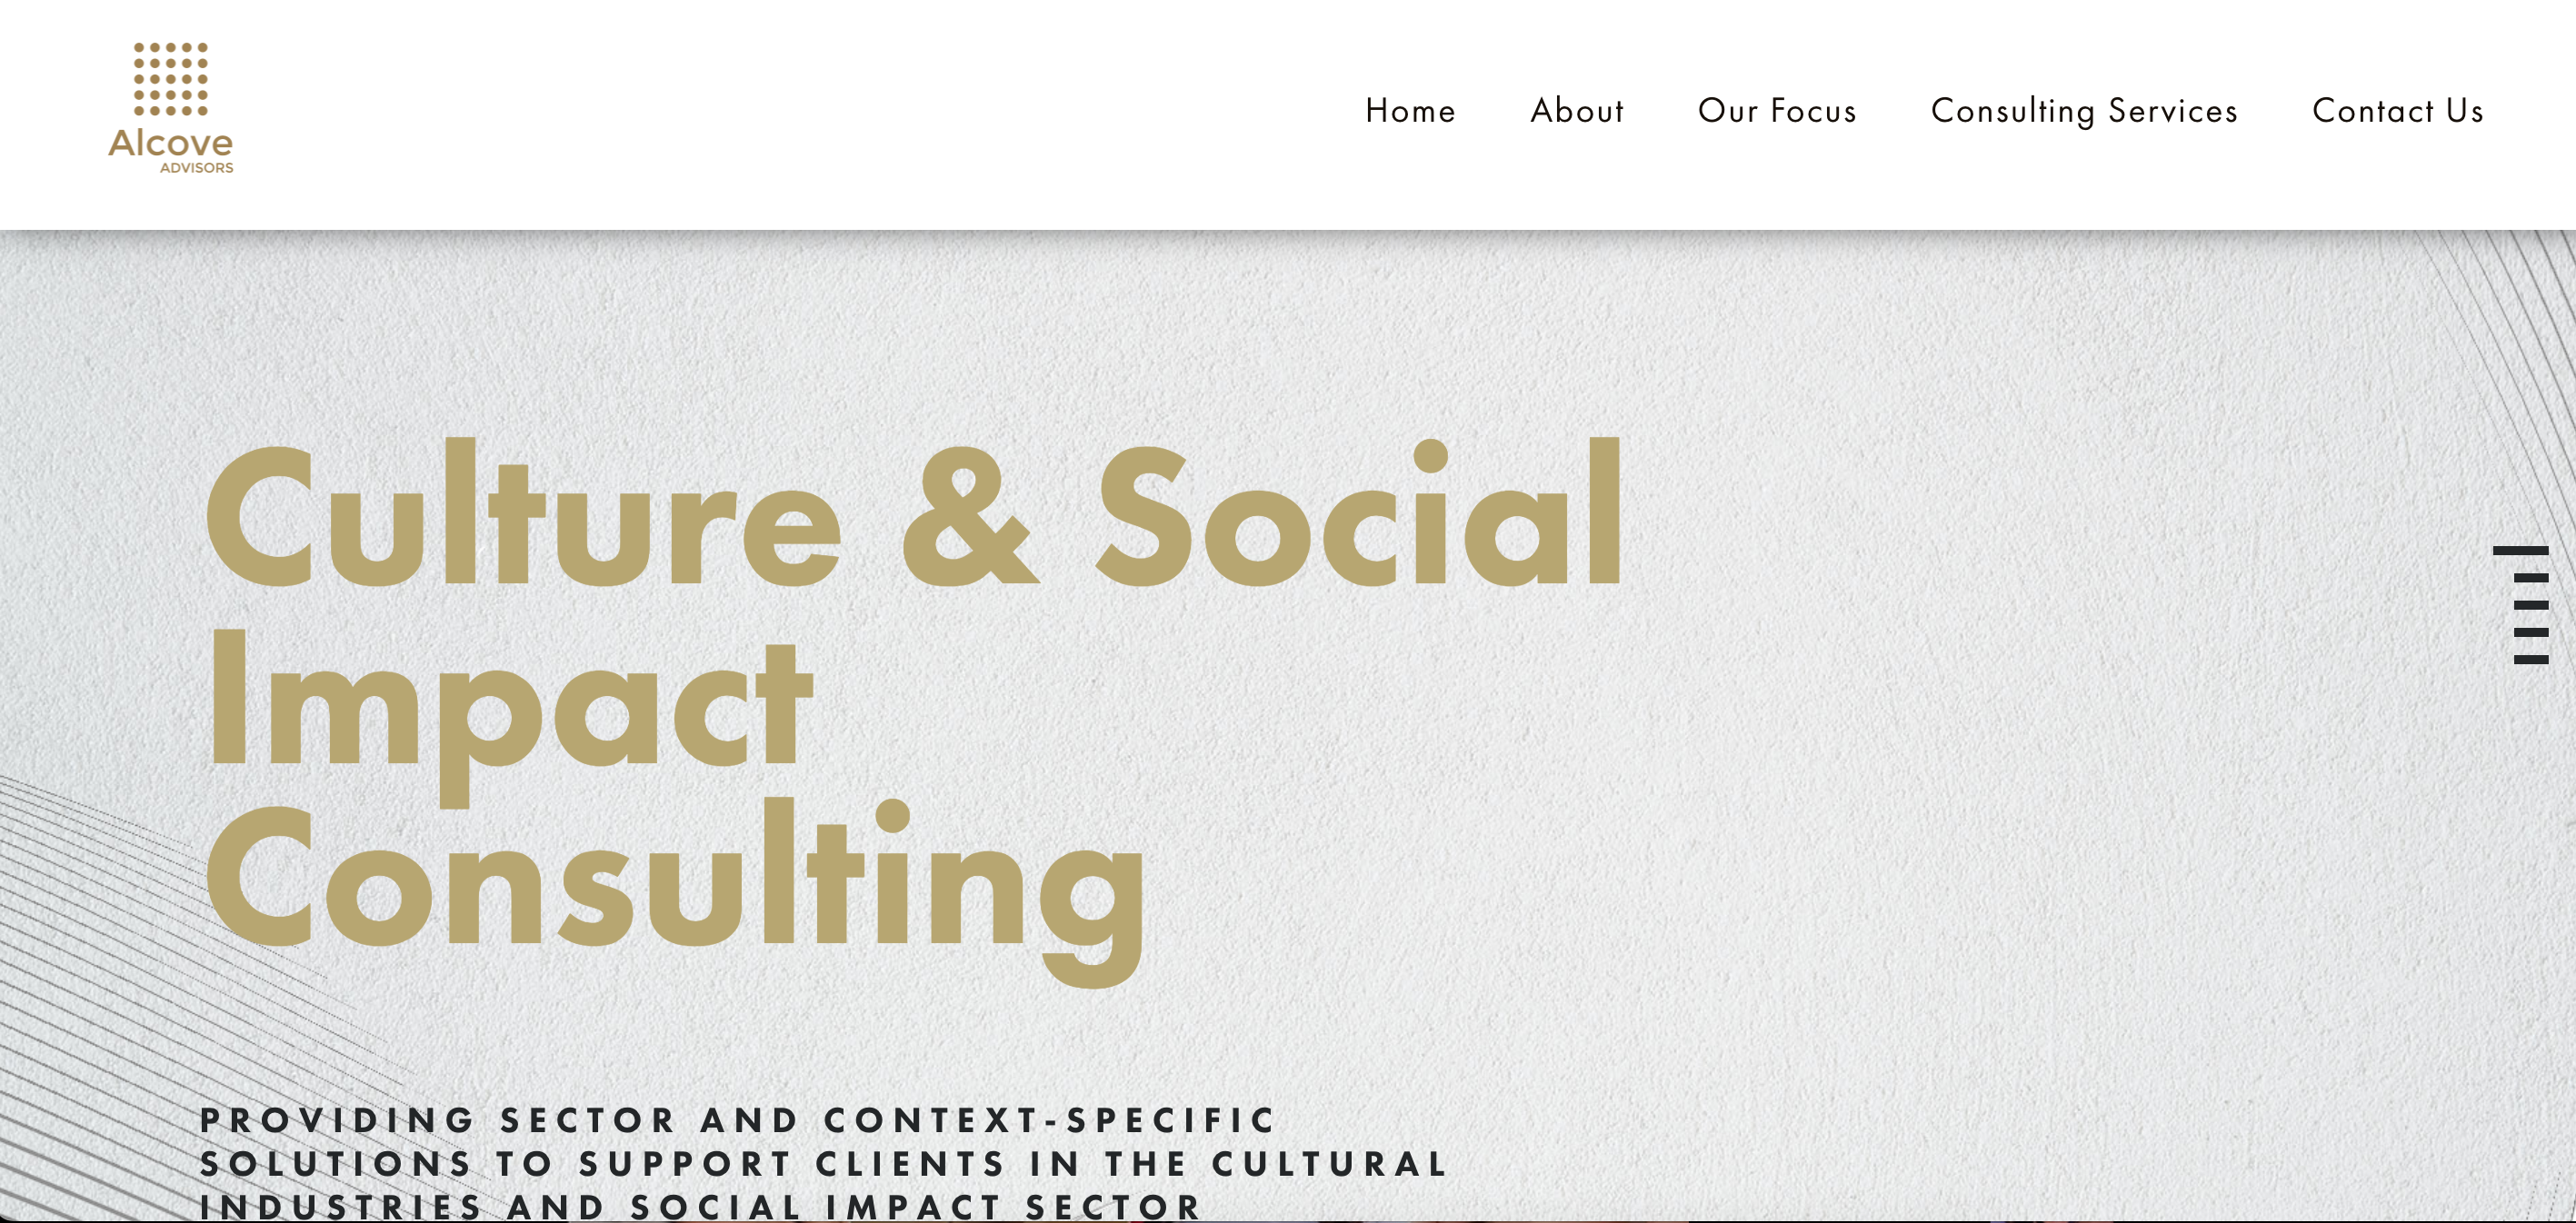 Alcove
ADVISORS
Home About Our Focus Consulting Services Contact Us
Culture & Social
Impact
Consulting
PROVIDING SECTOR AND CONTEXT-SPECIFIC
SOLUTIONS TO SUPPORT CLIENTS IN THE CULTURAL
INDUSTRIES AND SOCIAL IMPACT SECTOR